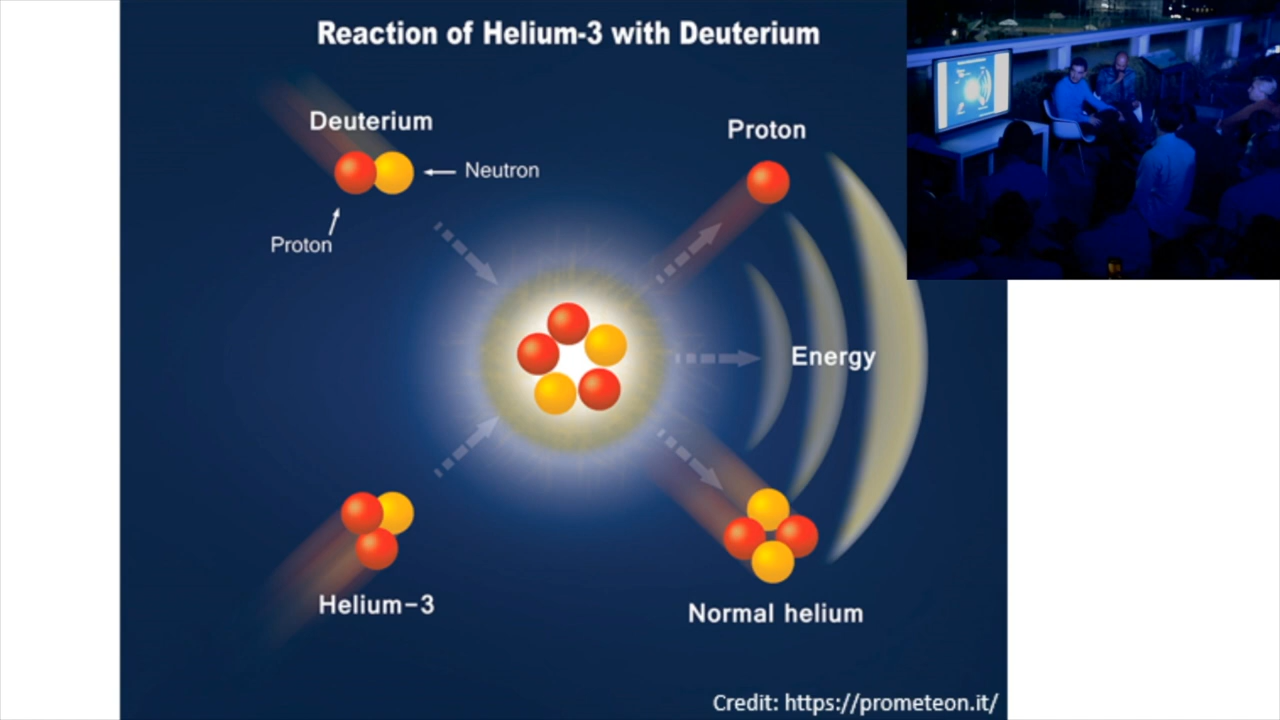 Reaction of Helium-3 with Deuterium
Deuterium
Neutron
Proton
Proton
Energy
Helium-3
Normal helium
Credit: https://prometeon.it/